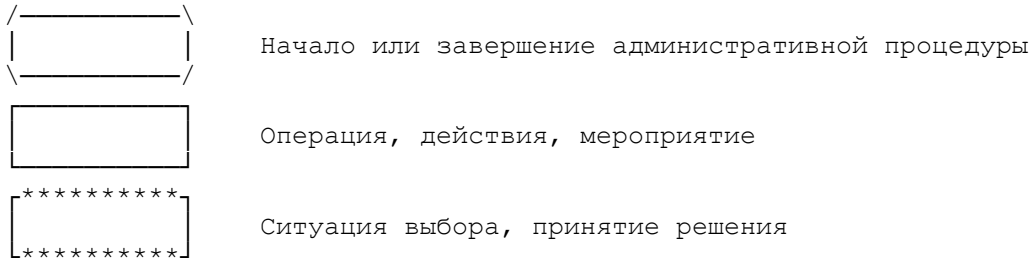 Начало или завершение административной процедуры
Операция, действия, мероприятие
Ситуация выбора, принятие решения